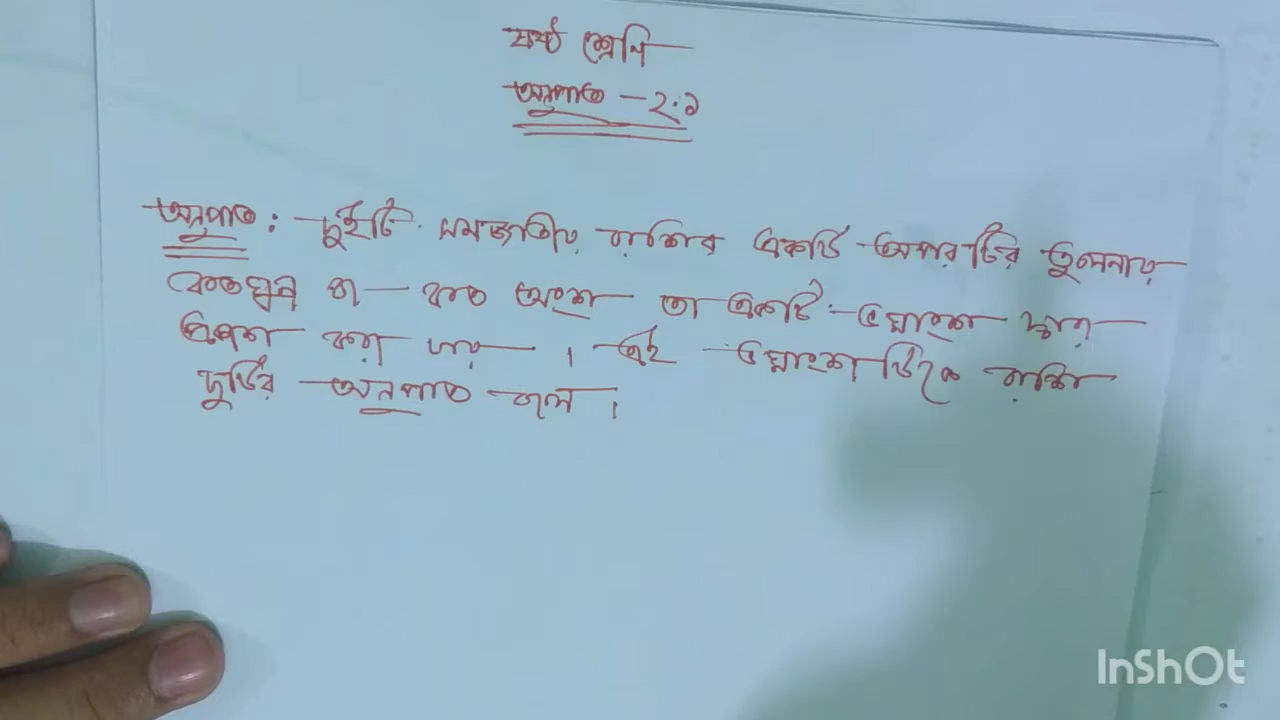 ষষ্ঠ শ্রেণি
অনুপাত - ২.১
অনুপাত : দুইটি সমজাতীয় রাশির একটি অপরটির তুলনায়
কতগুন বা কত অংশ তা একটি ভগ্নাংশ দ্বারা
প্রকাশ করা যায় । এই ভগ্নাংশটিকে রাশি
দুটির অনুপাত বলে ।
InShOt